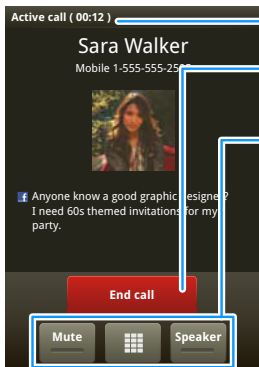 Active call ( 00:12 )
Sara Walker
Mobile 1-555-555-25
Anyone know a good graphic designer?
I need 60s themed invitations for my
party.
End call
Mute
Speaker